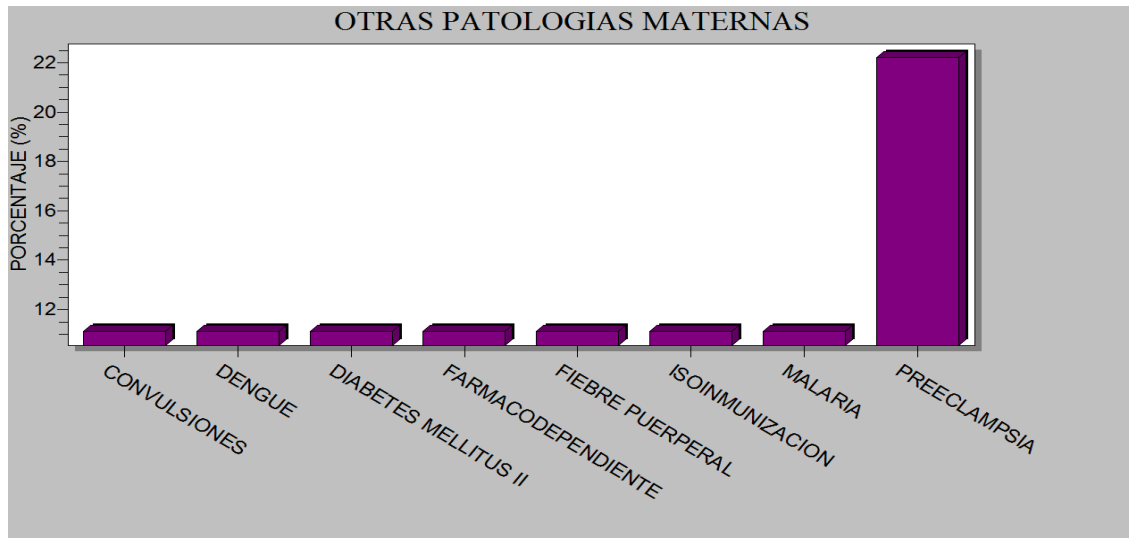 OTRAS PATOLOGIAS MATERNAS
PORCENTAJE (%)
22
20
18
16
14
12
CONVULSIONES
DENGUE
DIABETES MELLITUS II
FARMACODEPENDIENTE
FIEBRE PUERPERAL
ISOINMUNIZACION
MALARIA
PREECLAMPSIA